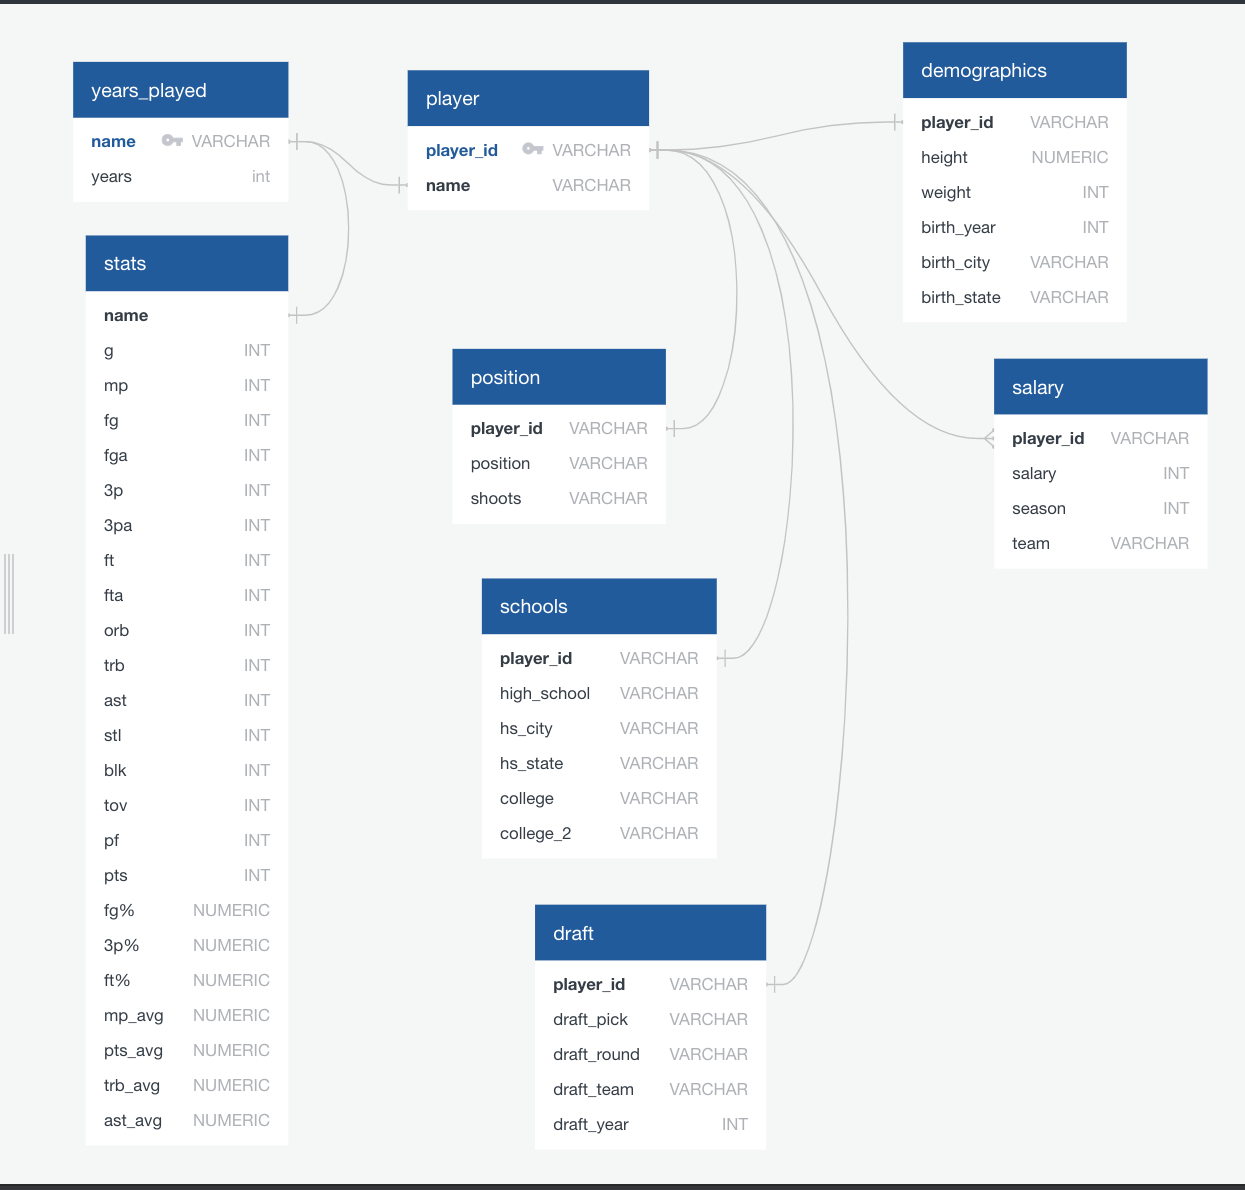 years_played
name VARCHAR
years int
stats
name
g INT
mp INT
fg INT
fga INT
3p INT
3pa INT
ft INT
fta INT
orb INT
trb INT
ast INT
stl INT
blk INT
tov INT
pf INT
pts INT
fg% NUMERIC
3p% NUMERIC
ft% NUMERIC
mp_avg NUMERIC
pts_avg NUMERIC
trb_avg NUMERIC
ast_avg NUMERIC
player
player_id VARCHAR
name VARCHAR
position
player_id VARCHAR
position VARCHAR
shoots VARCHAR
schools
player_id VARCHAR
high_school VARCHAR
hs_city VARCHAR
hs_state VARCHAR
college VARCHAR
college_2 VARCHAR
draft
player_id VARCHAR
draft_pick VARCHAR
draft_round VARCHAR
draft_team VARCHAR
draft_year INT
demographics
player_id VARCHAR
height NUMERIC
weight INT
birth_year INT
birth_city VARCHAR
birth_state VARCHAR
salary
player_id VARCHAR
salary INT
season INT
team VARCHAR